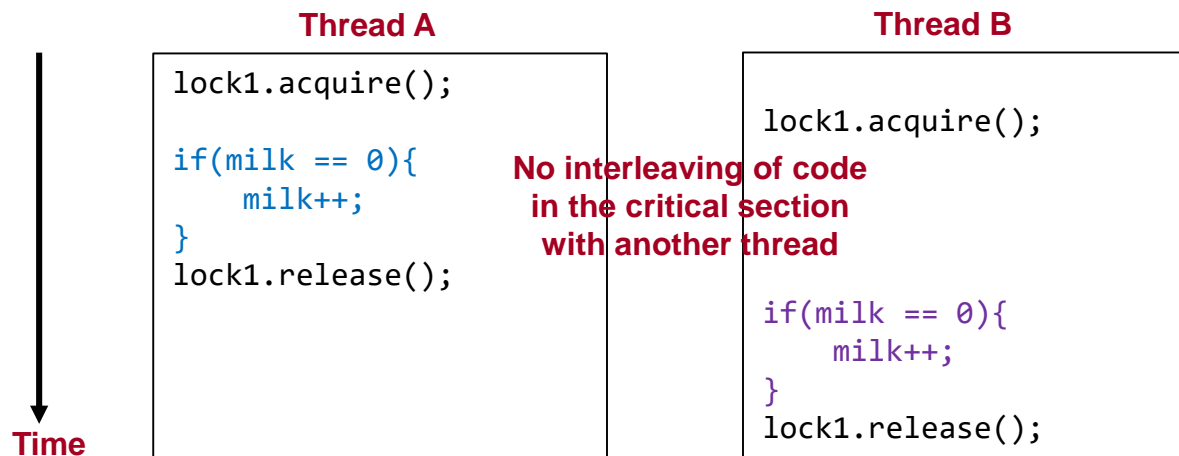 Thread A
lock1.acquire();
if(milk == 0){
    milk++;
}
lock1.release();
No interleaving of code
in the critical section
with another thread
Thread B
lock1.acquire();
if(milk == 0){
    milk++;
}
lock1.release();
Time